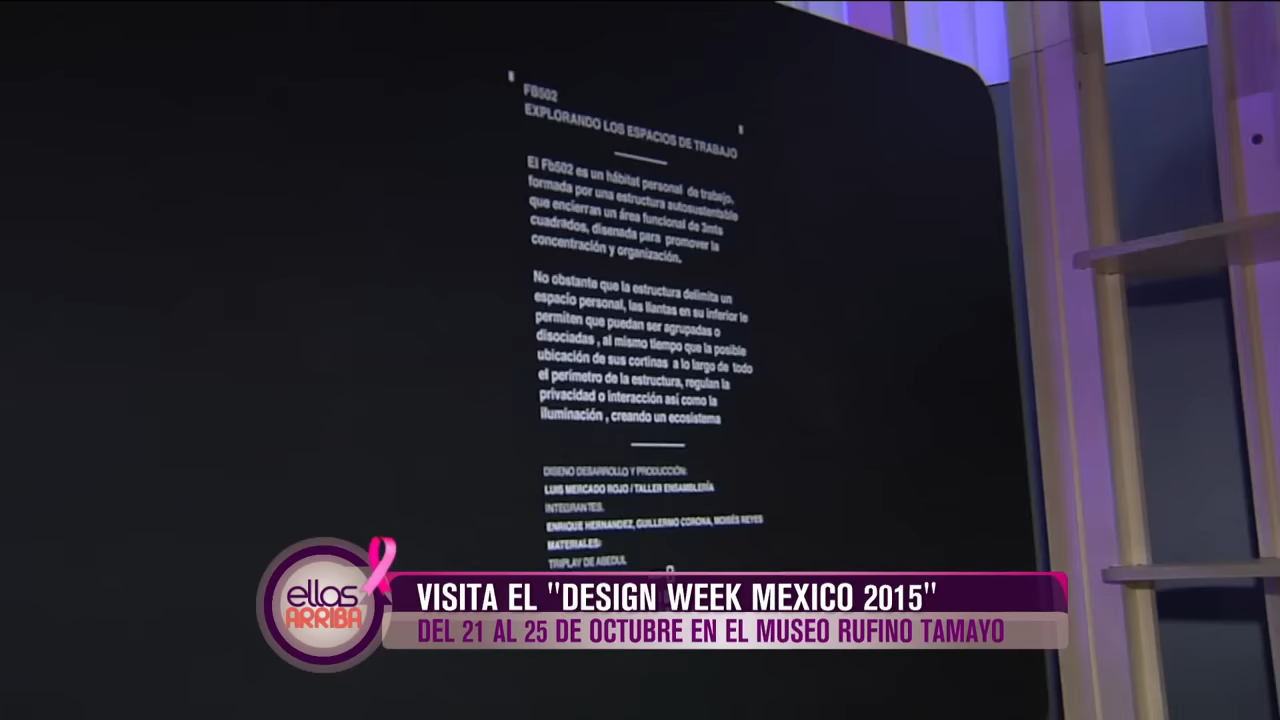 FB502
EXPLORANDO LOS ESPACIOS DE TRABAJO
El Fb502 es un hábitat personal de trabajo,
formada por una estructura autosustentable
que encierran un área funcional de 3mts
cuadrados, disenada para promover la
concentración y organización.
No obstante que la estructura delimita un
espacio personal, las llantas en su inferior le
permiten que puedan ser agrupadas o
disociadas , al mismo tiempo que la posible
ubicación de sus cortinas a lo largo de todo
el perímetro de la estructura, regulan la
privacidad o interacción así como la
iluminación , creando un ecosistema
DISENO DESARROLLO Y PRODUCCIÓN:
LUIS MERCADO ROJO / TALLER ENSAMBLERÍA
INTEGRANTES.
ENRIQUE HERNANDEZ, GUILLERMO CORONA, MOISÉS REYES
MATERIALES:
TRIPLAY DE ABEDUL
ellas
ARRIBA
VISITA EL "DESIGN WEEK MEXICO 2015"
DEL 21 AL 25 DE OCTUBRE EN EL MUSEO RUFINO TAMAYO